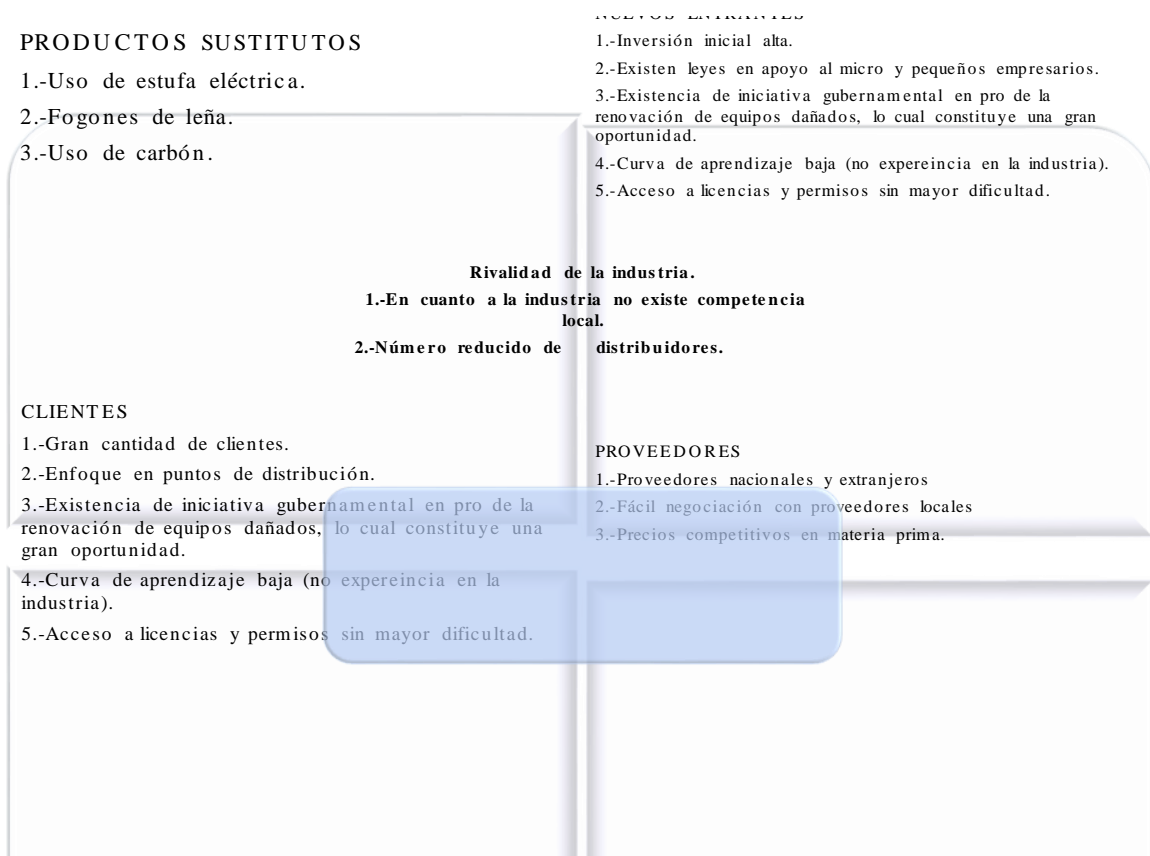 PRODUCTOS SUSTITUTOS
1.-Uso de estufa eléctrica.
2.-Fogones de leña.
3.-Uso de carbón.
NUEVOS ENTRANTES
1.-Inversión inicial alta.
2.-Existen leyes en apoyo al micro y pequeños empresarios.
3.-Existencia de iniciativa gubernamental en pro de la
renovación de equipos dañados, lo cual constituye una gran
oportunidad.
4.-Curva de aprendizaje baja (no expereincia en la industria).
5.-Acceso a licencias y permisos sin mayor dificultad.
Rivalidad de la industria.
1.-En cuanto a la industria no existe competencia
local.
2.-Número reducido de distribuidores.
CLIENTES
1.-Gran cantidad de clientes.
2.-Enfoque en puntos de distribución.
3.-Existencia de iniciativa gubernamental en pro de la
renovación de equipos dañados, lo cual constituye una
gran oportunidad.
4.-Curva de aprendizaje baja (no expereincia en la
industria).
5.-Acceso a licencias y permisos sin mayor dificultad.
PROVEEDORES
1.-Proveedores nacionales y extranjeros
2.-Fácil negociación con proveedores locales
3.-Precios competitivos en materia prima.